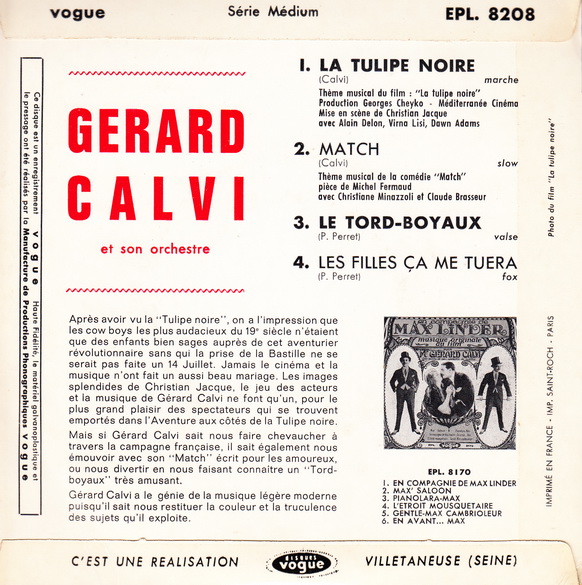 vogue
Série Médium
EPL. 8208
GERARD
CALVI
et son orchestre
1. LA TULIPE NOIRE
(Calvi) marche
Thème musical du film : "La tulipe noire"
Production Georges Cheyko - Méditerranée Cinéma
Mise en scène de Christian Jacque
avec Alain Delon, Virna Lisi, Dawn Adams
2. MATCH
(Calvi) slow
Thème musical de la comédie "Match"
pièce de Michel Fermaud
avec Christiane Minazzoli et Claude Brasseur
3. LE TORD-BOYAUX
(P. Perret) valse
4. LES FILLES ÇA ME TUERA
(P. Perret) fox
Ce disque est un enregistrement vogue Haute Fidélité, le matériel galvanoplastique et
le pressage ont été réalisés par la Manufacture de Productions Phonographiques vogue
Photo du film "La tulipe noire"
Après avoir vu la "Tulipe noire", on a l'impression que
les cow boys les plus audacieux du 19e siècle n'étaient
que des enfants bien sages auprès de cet aventurier
révolutionnaire sans qui la prise de la Bastille ne se
serait pas faite un 14 Juillet. Jamais le cinéma et la
musique n'ont fait un aussi beau mariage. Les images
splendides de Christian Jacque, le jeu des acteurs
et la musique de Gérard Calvi ne font qu'un, pour le
plus grand plaisir des spectateurs qui se trouvent
emportés dans l'Aventure aux côtés de la Tulipe noire.
Mais si Gérard Calvi sait nous faire chevaucher à
travers la campagne française, il sait également nous
émouvoir avec son "Match" écrit pour les amoureux,
ou nous divertir en nous faisant connaître un "Tord-
boyaux" très amusant.
Gérard Calvi a le génie de la musique légère moderne
puisqu'il sait nous restituer la couleur et la truculence
des sujets qu'il exploite.
EN COMPAGNIE DE
MAX LINDER
musique originale
du film
DE GERARD CALVI
EPL. 8170
1. EN COMPAGNIE DE MAX LINDER
2. MAX' SALOON
3. PIANOLARA-MAX
4. L'ETROIT MOUSQUETAIRE
5. GENTLE-MAX CAMBRIOLEUR
6. EN AVANT... MAX
IMPRIMÉ EN FRANCE - IMP. SAINT-ROCH - PARIS
C'EST UNE REALISATION
DISQUES
vogue
VILLETANEUSE (SEINE)